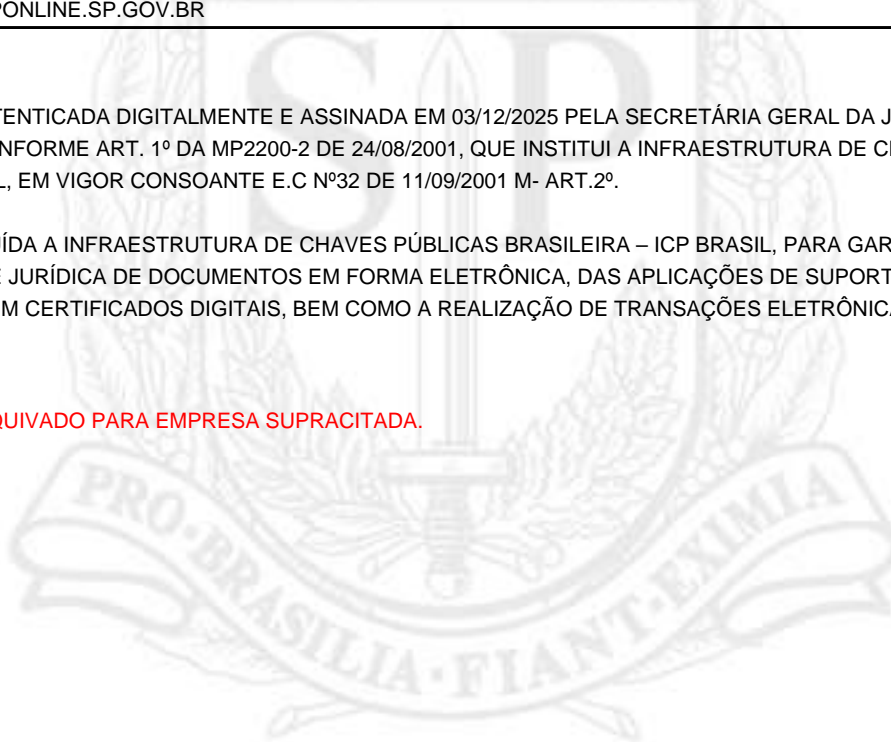 PONLINE.SP.GOV.BR
TENTICADA DIGITALMENTE E ASSINADA EM 03/12/2025 PELA SECRETÁRIA GERAL DA J
NFORME ART. 1º DA MP2200-2 DE 24/08/2001, QUE INSTITUI A INFRAESTRUTURA DE C
L, EM VIGOR CONSOANTE E.C Nº32 DE 11/09/2001 M- ART.2º.
ÍDA A INFRAESTRUTURA DE CHAVES PÚBLICAS BRASILEIRA – ICP BRASIL, PARA GAR
E JURÍDICA DE DOCUMENTOS EM FORMA ELETRÔNICA, DAS APLICAÇÕES DE SUPORT
M CERTIFICADOS DIGITAIS, BEM COMO A REALIZAÇÃO DE TRANSAÇÕES ELETRÔNICA
QUIVADO PARA EMPRESA SUPRACITADA.
SP
PRO·BRASILIA·FIANT·EXIMIA